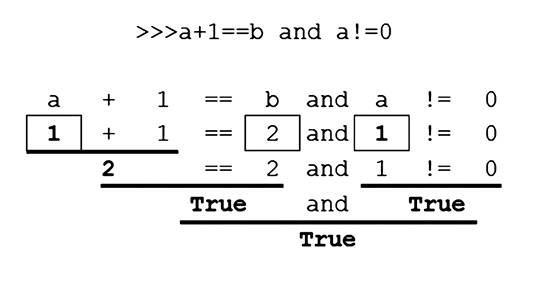 >>>a+1==b and a!=0
a + 1 == b and a != 0
1 + 1 == 2 and 1 != 0
2 == 2 and 1 != 0
True and True
True